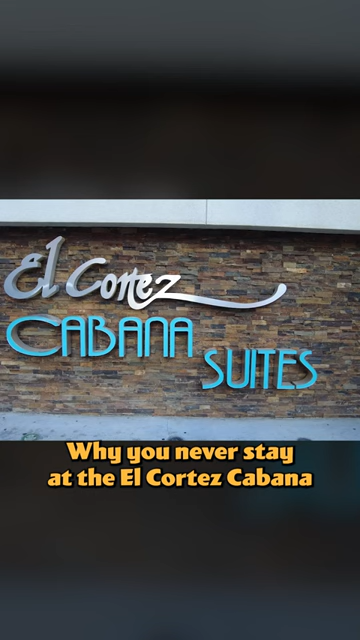 El Cortez
CABANA
SUITES
Why you never stay
at the El Cortez Cabana